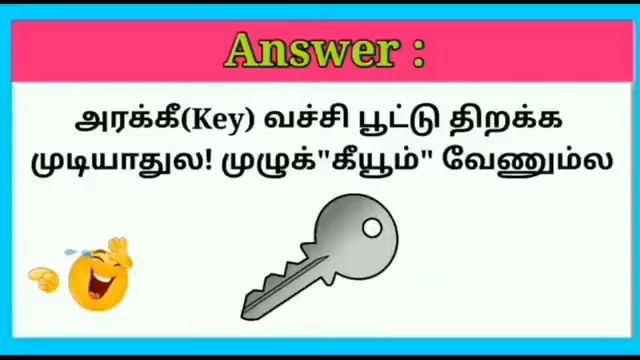 Answer :
அரக்கீ(Key) வச்சி பூட்டு திறக்க
முடியாதுல! முழுக்"கீயூம்" வேணும்ல